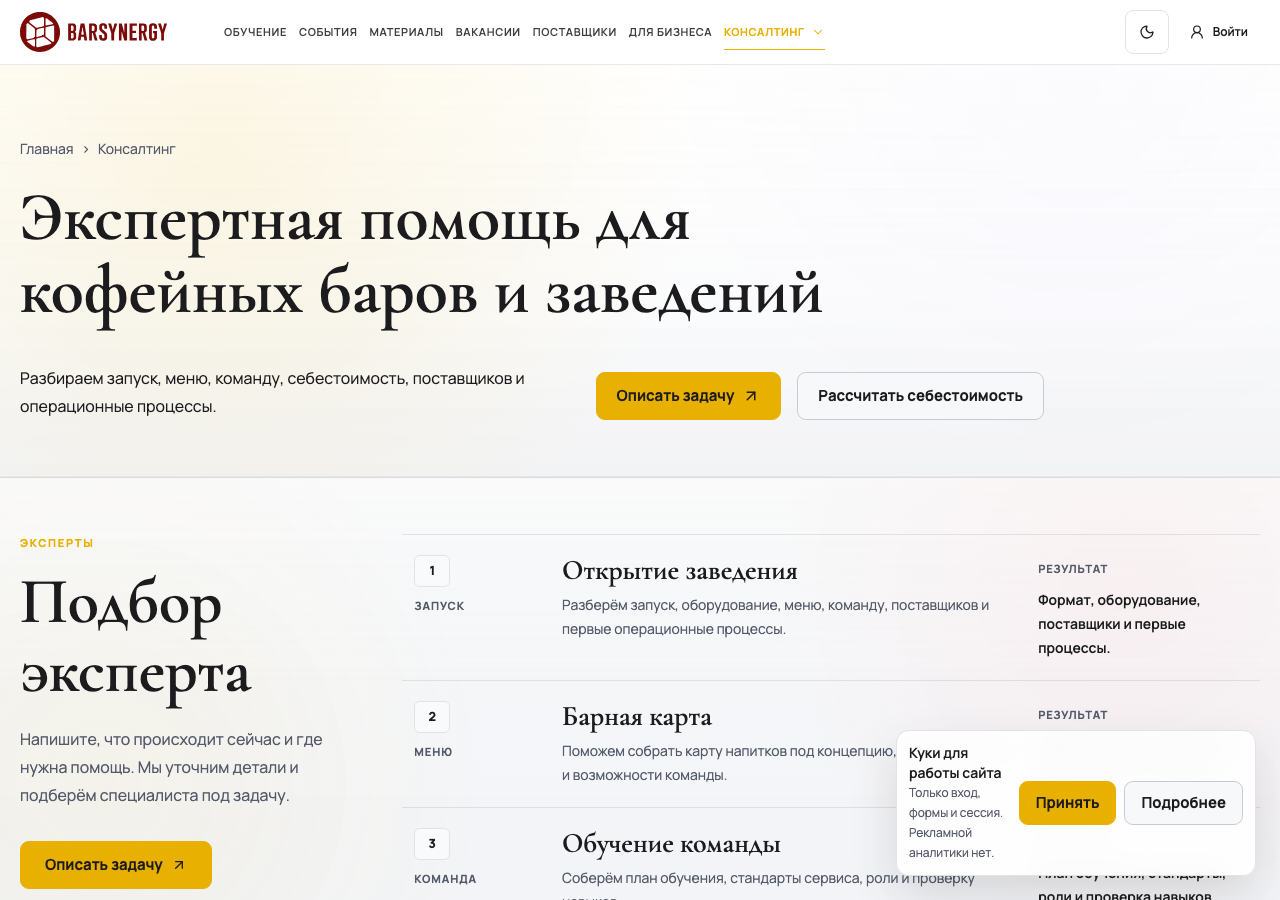 BARSYNERGY
ОБУЧЕНИЕ СОБЫТИЯ МАТЕРИАЛЫ ВАКАНСИИ ПОСТАВЩИКИ ДЛЯ БИЗНЕСА КОНСАЛТИНГ
Войти
Главная › Консалтинг
Экспертная помощь для
кофейных баров и заведений
Разбираем запуск, меню, команду, себестоимость, поставщиков и
операционные процессы.
Описать задачу
Рассчитать себестоимость
ЭКСПЕРТЫ
Подбор
эксперта
Напишите, что происходит сейчас и где
нужна помощь. Мы уточним детали и
подберём специалиста под задачу.
Описать задачу
1
ЗАПУСК
Открытие заведения
Разберём запуск, оборудование, меню, команду, поставщиков и
первые операционные процессы.
РЕЗУЛЬТАТ
Формат, оборудование,
поставщики и первые
процессы.
2
МЕНЮ
Барная карта
Поможем собрать карту напитков под концепцию,
и возможности команды.
РЕЗУЛЬТАТ
3
КОМАНДА
Обучение команды
Соберём план обучения, стандарты сервиса, роли и проверку
План обучения, стандарты,
роли и проверка навыков.
Куки для
работы сайта
Только вход,
формы и сессия.
Рекламной
аналитики нет.
Принять
Подробнее